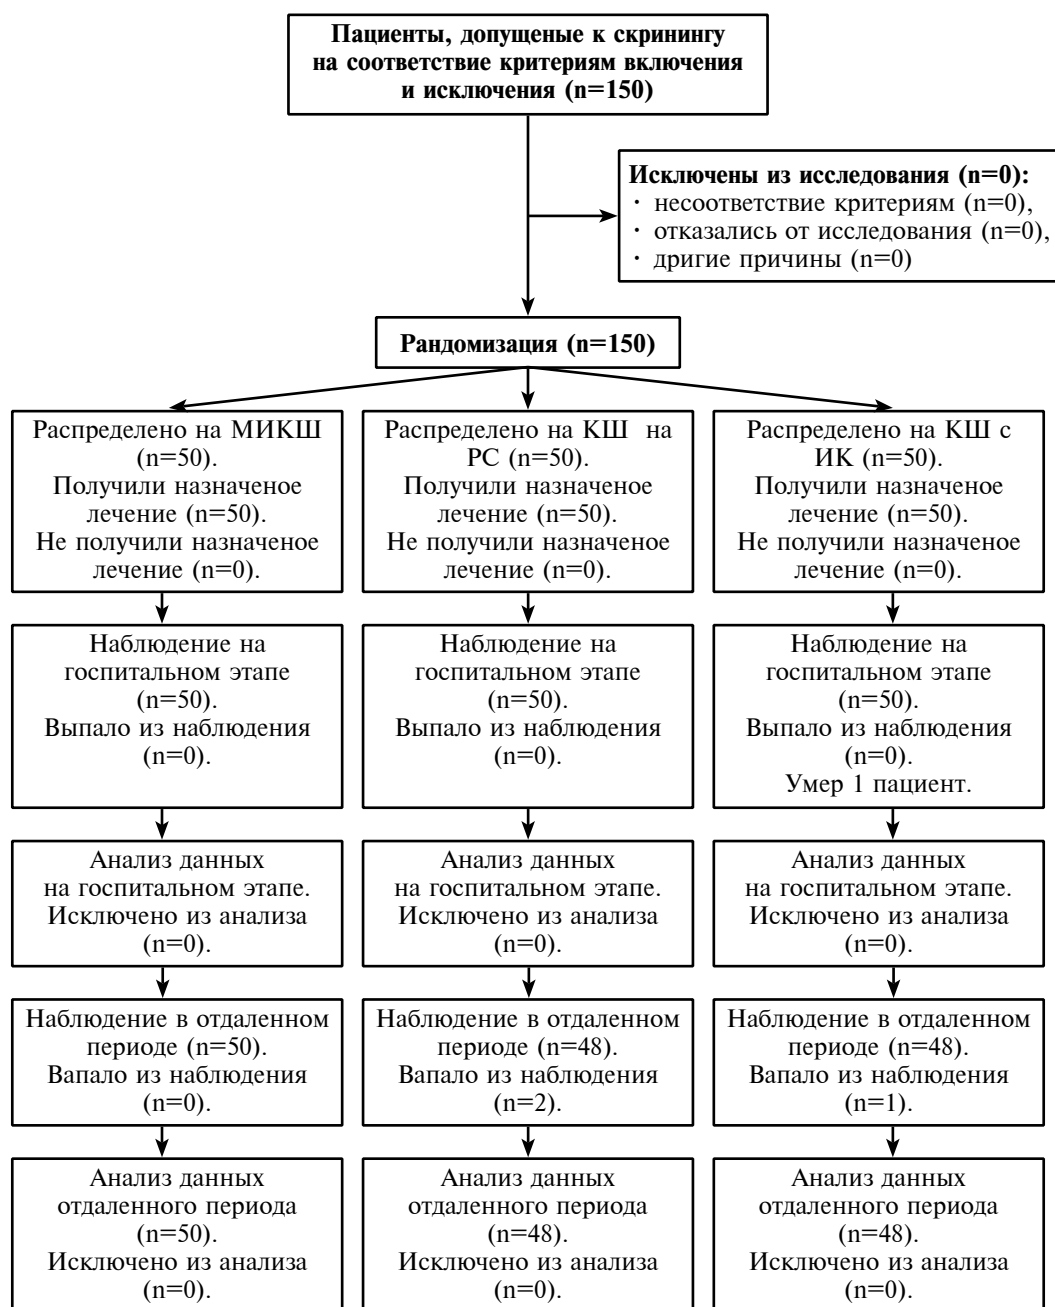 Пациенты, допущеные к скринингу
на соответствие критериям включения
и исключения (n=150)
Исключены из исследования (n=0):
· несоответствие критериям (n=0),
· отказались от исследования (n=0),
· дригие причины (n=0)
Рандомизация (n=150)
Распределено на МИКШ
(n=50).
Получили назначеное
лечение (n=50).
Не получили назначеное
лечение (n=0).
Распределено на КШ на
РС (n=50).
Получили назначеное
лечение (n=50).
Не получили назначеное
лечение (n=0).
Распределено на КШ с
ИК (n=50).
Получили назначеное
лечение (n=50).
Не получили назначеное
лечение (n=0).
Наблюдение на
госпитальном этапе
(n=50).
Выпало из наблюдения
(n=0).
Наблюдение на
госпитальном этапе
(n=50).
Выпало из наблюдения
(n=0).
Наблюдение на
госпитальном этапе
(n=50).
Выпало из наблюдения
(n=0).
Умер 1 пациент.
Анализ данных
на госпитальном этапе.
Исключено из анализа
(n=0).
Анализ данных
на госпитальном этапе.
Исключено из анализа
(n=0).
Анализ данных
на госпитальном этапе.
Исключено из анализа
(n=0).
Наблюдение в отдаленном
периоде (n=50).
Вапало из наблюдения
(n=0).
Наблюдение в отдаленном
периоде (n=48).
Вапало из наблюдения
(n=2).
Наблюдение в отдаленном
периоде (n=48).
Вапало из наблюдения
(n=1).
Анализ данных
отдаленного периода
(n=50).
Исключено из анализа
(n=0).
Анализ данных
отдаленного периода
(n=48).
Исключено из анализа
(n=0).
Анализ данных
отдаленного периода
(n=48).
Исключено из анализа
(n=0).